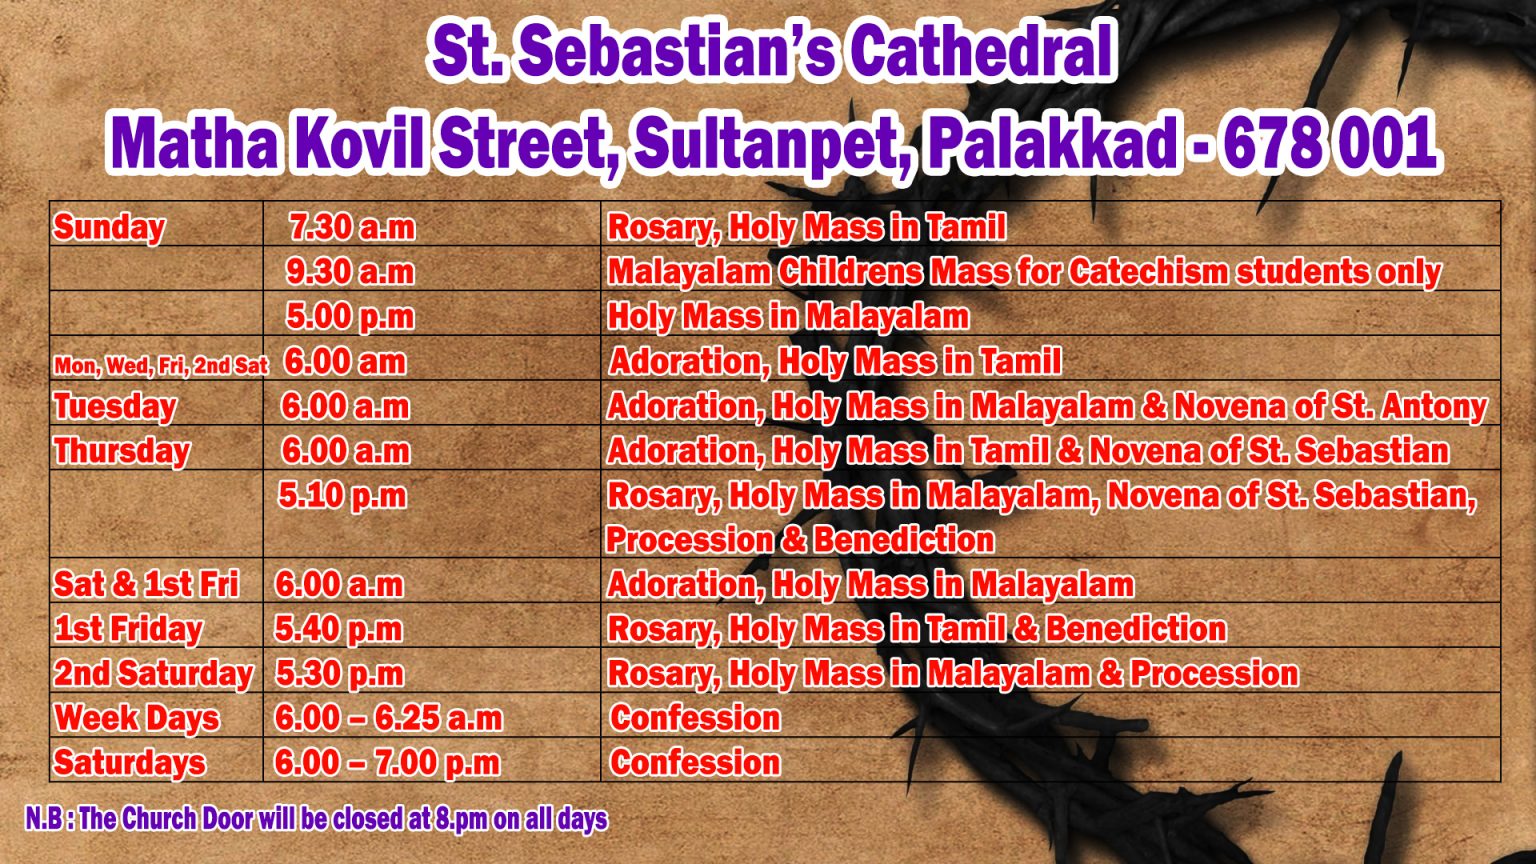 St. Sebastian's Cathedral
Matha Kovil Street, Sultanpet, Palakkad - 678 001
Sunday 7.30 a.m Rosary, Holy Mass in Tamil
9.30 a.m Malayalam Childrens Mass for Catechism students only
5.00 p.m Holy Mass in Malayalam
Mon, Wed, Fri, 2nd Sat 6.00 am Adoration, Holy Mass in Tamil
Tuesday 6.00 a.m Adoration, Holy Mass in Malayalam & Novena of St. Antony
Thursday 6.00 a.m Adoration, Holy Mass in Tamil & Novena of St. Sebastian
5.10 p.m Rosary, Holy Mass in Malayalam, Novena of St. Sebastian,
Procession & Benediction
Sat & 1st Fri 6.00 a.m Adoration, Holy Mass in Malayalam
1st Friday 5.40 p.m Rosary, Holy Mass in Tamil & Benediction
2nd Saturday 5.30 p.m Rosary, Holy Mass in Malayalam & Procession
Week Days 6.00 – 6.25 a.m Confession
Saturdays 6.00 – 7.00 p.m Confession
N.B : The Church Door will be closed at 8.pm on all days